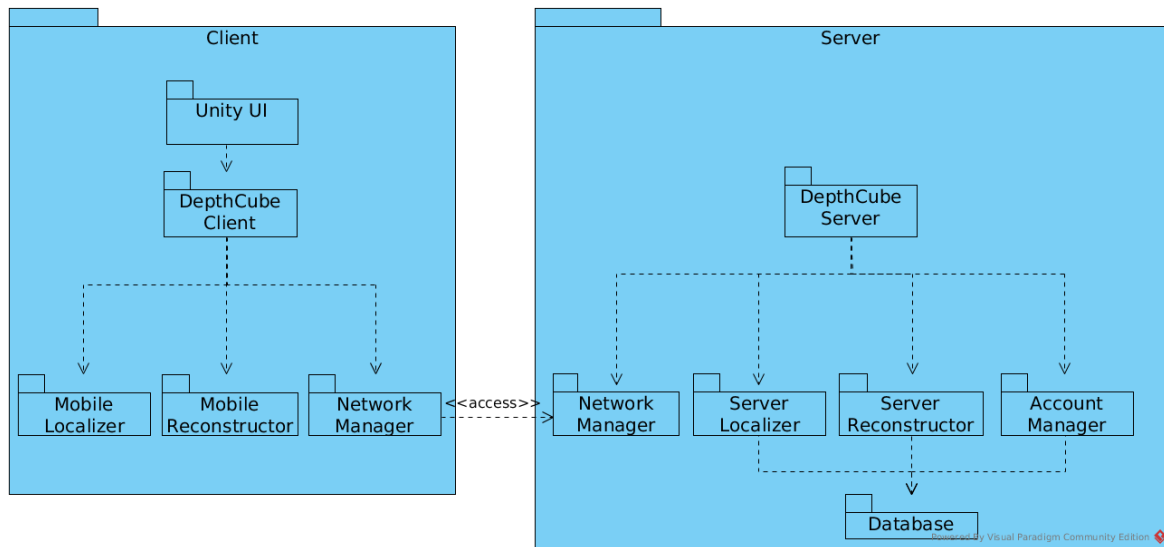 Client
Server
Unity UI
DepthCube
Client
DepthCube
Server
Mobile
Localizer
Mobile
Reconstructor
Network
Manager
<<access>>
Network
Manager
Server
Localizer
Server
Reconstructor
Account
Manager
Database
Powered By Visual Paradigm Community Edition